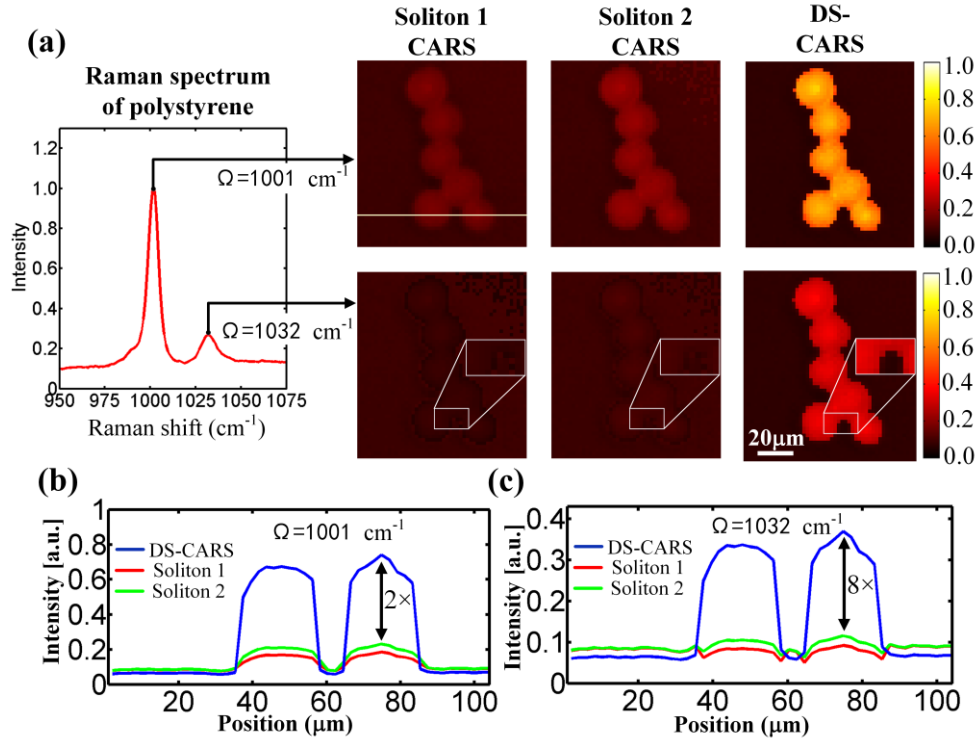 (a)
Soliton 1
CARS
Soliton 2
CARS
DS-
CARS
Raman spectrum
of polystyrene
Intensity
1.2
1.0
0.8
0.6
0.4
0.2
0
950
975
1000
1025
1050
1075
Raman shift (cm⁻¹)
Ω=1001 cm⁻¹
Ω=1032 cm⁻¹
1.0
0.8
0.6
0.4
0.2
0.0
1.0
0.8
0.6
0.4
0.2
0.0
20μm
(b)
Intensity [a.u.]
1
0.8
0.6
0.4
0.2
0
Ω=1001 cm⁻¹
DS-CARS
Soliton 1
Soliton 2
2×
0
20
40
60
80
100
Position (μm)
(c)
Intensity [a.u.]
0.4
0.3
0.2
0.1
0
Ω=1032 cm⁻¹
DS-CARS
Soliton 1
Soliton 2
8×
0
20
40
60
80
100
Position (μm)